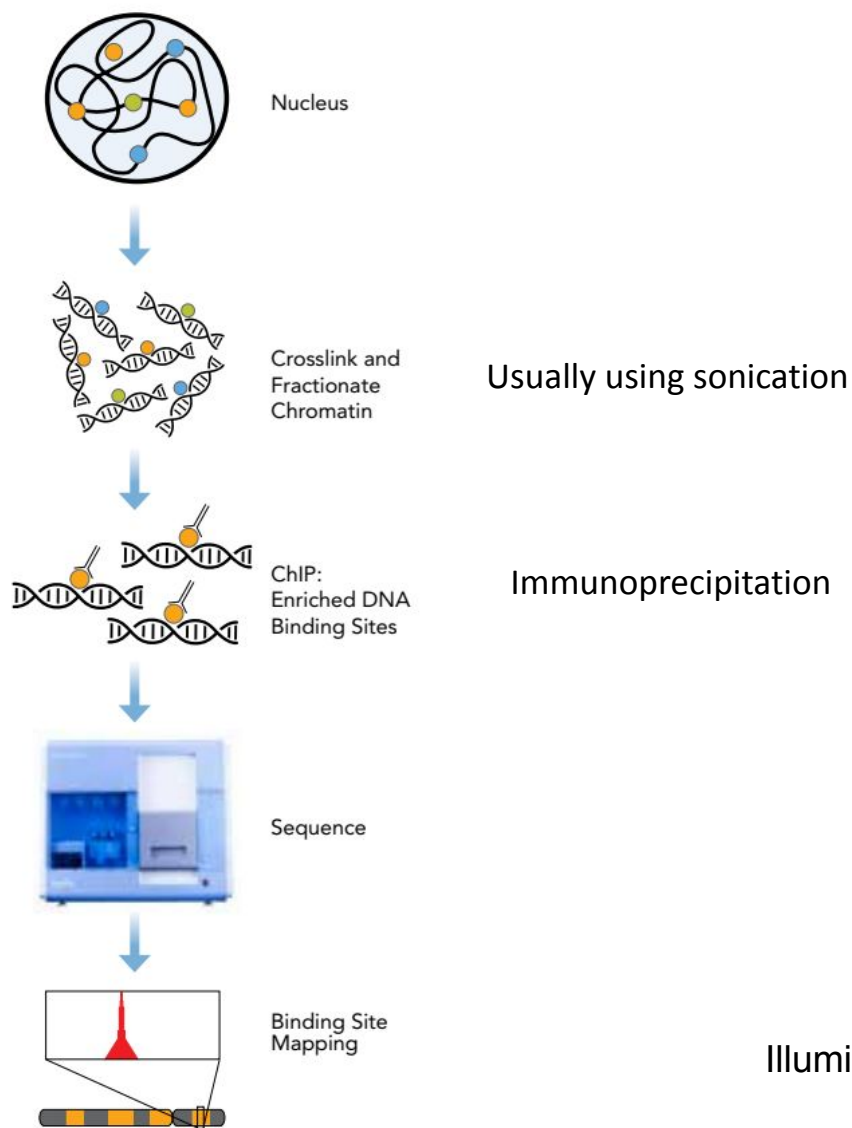 Nucleus
Crosslink and
Fractionate
Chromatin
Usually using sonication
ChIP:
Enriched DNA
Binding Sites
Immunoprecipitation
Sequence
Binding Site
Mapping
Illumi